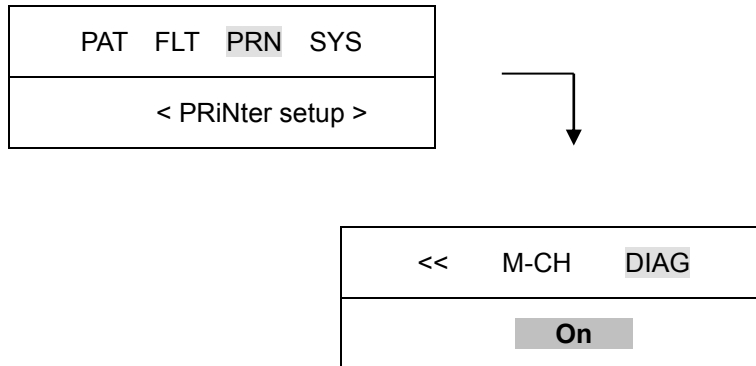 PAT FLT PRN SYS
< PRiNter setup >
<< M-CH DIAG
On